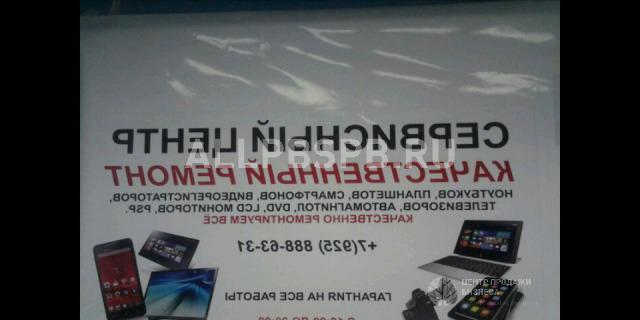 СЕРВИСНЫЙ ЦЕНТР
КАЧЕСТВЕННЫЙ РЕМОНТ
ALLPBSPB.RU
НОУТБУКОВ, ПЛАНШЕТОВ, СМАРТФОНОВ, ВИДЕОРЕГИСТРАТОРОВ,
ТЕЛЕВИЗОРОВ, АВТОМАГНИТОЛ, DVD, LCD МОНИТОРОВ, PSP.
КАЧЕСТВЕННО РЕМОНТИРУЕМ ВСЁ
+7(925) 888-63-31
ГАРАНТИЯ НА ВСЕ РАБОТЫ
ЦЕНТР ПРОДАЖИ
БИЗНЕСА